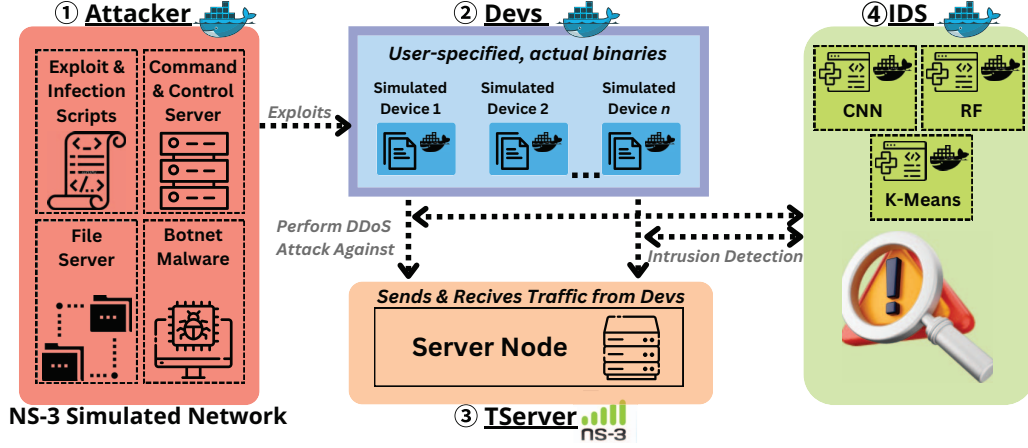 ① Attacker
Exploit &
Infection
Scripts
Command
& Control
Server
File
Server
Botnet
Malware
NS-3 Simulated Network
Exploits
② Devs
User-specified, actual binaries
Simulated
Device 1
Simulated
Device 2
Simulated
Device n
Perform DDoS
Attack Against
Intrusion Detection
Sends & Recives Traffic from Devs
Server Node
③ TServer
NS-3
④ IDS
CNN
RF
K-Means